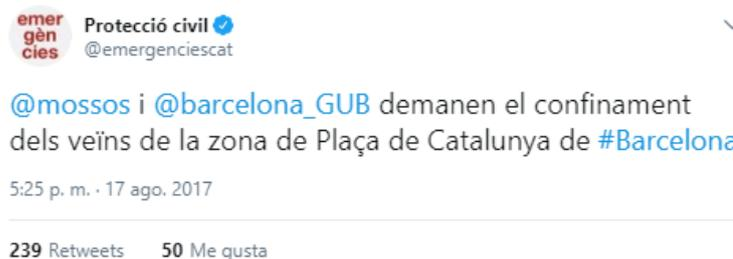 emer
gèn
cies
Protecció civil
@emergenciescat
@mossos i @barcelona_GUB demanen el confinament
dels veïns de la zona de Plaça de Catalunya de #Barcelona
5:25 p. m. · 17 ago. 2017
239 Retweets 50 Me gusta